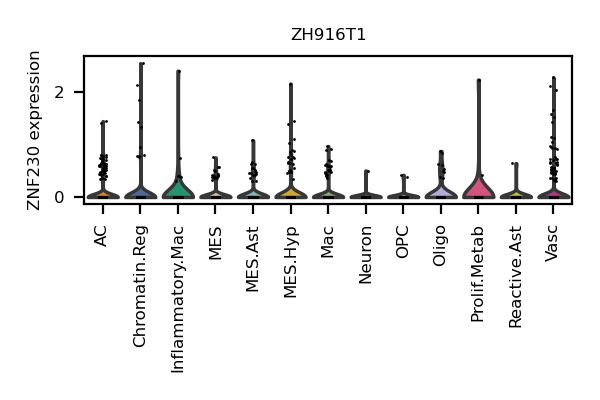 ZH916T1
ZNF230 expression
2
0
AC
Chromatin.Reg
Inflammatory.Mac
MES
MES.Ast
MES.Hyp
Mac
Neuron
OPC
Oligo
Prolif.Metab
Reactive.Ast
Vasc